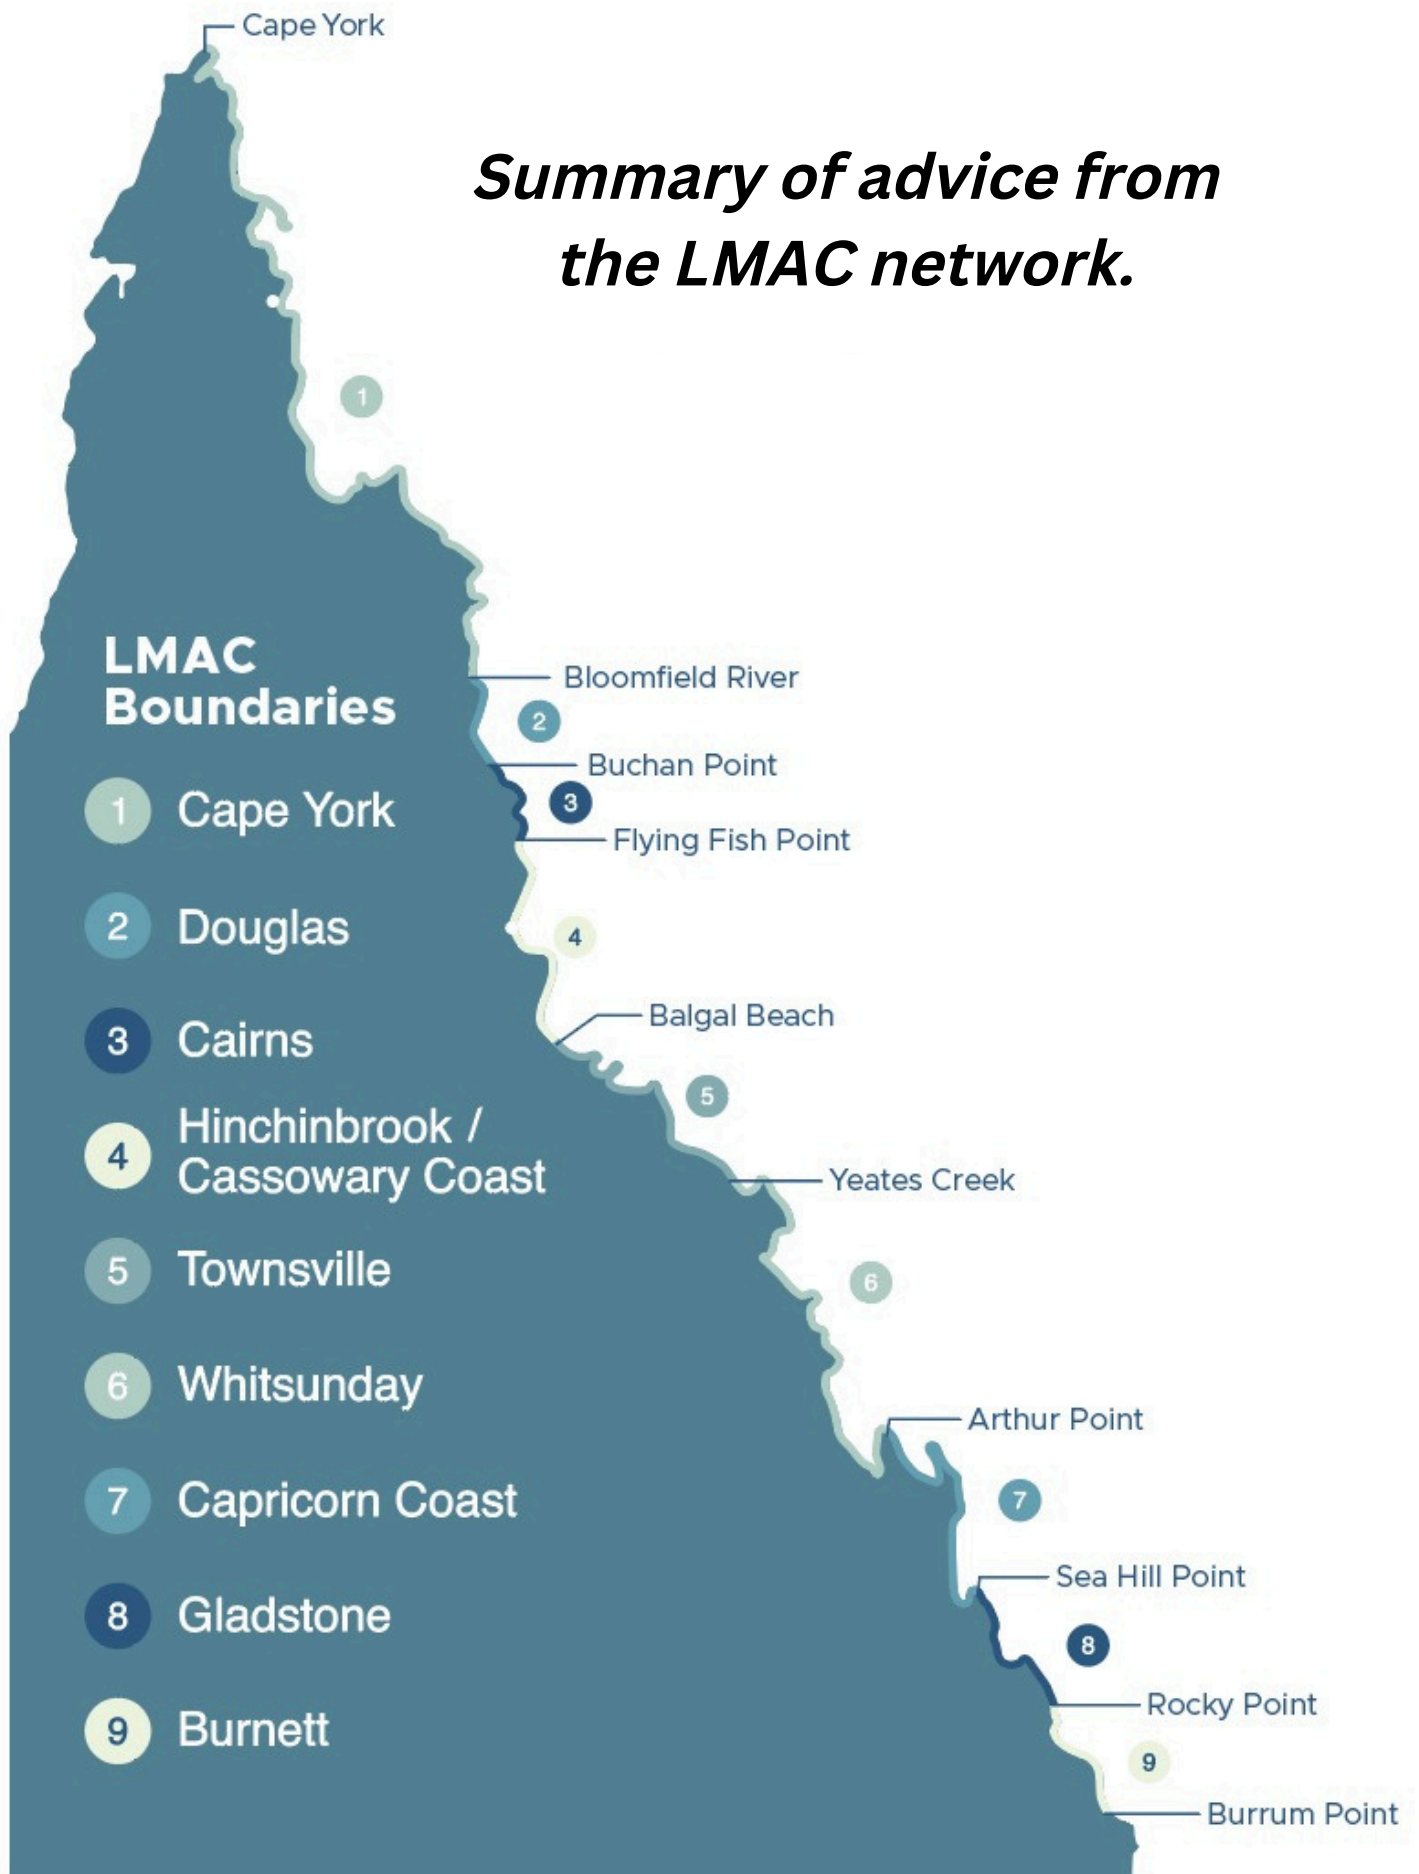 Cape York
Summary of advice from
the LMAC network.
1
LMAC
Boundaries
Bloomfield River
2
Buchan Point
1 Cape York
3
Flying Fish Point
2 Douglas
4
Balgal Beach
3 Cairns
5
4 Hinchinbrook /
Cassowary Coast
Yeates Creek
5 Townsville
6
6 Whitsunday
Arthur Point
7 Capricorn Coast
7
Sea Hill Point
8 Gladstone
8
Rocky Point
9 Burnett
9
Burrum Point